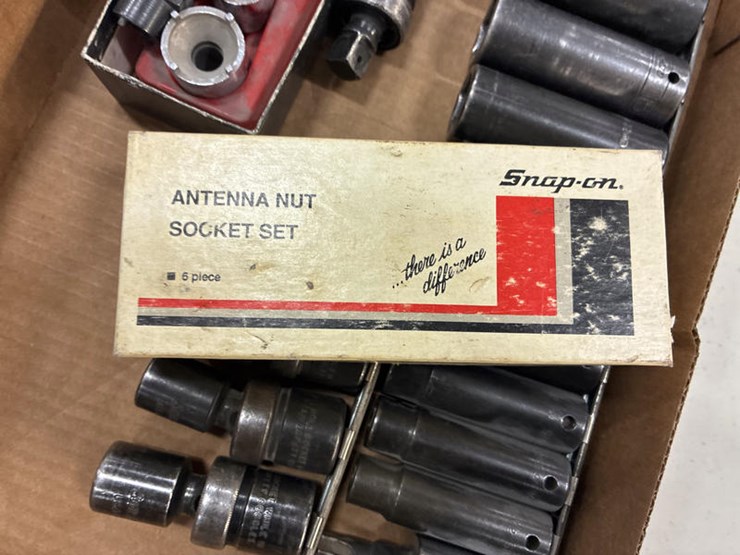 Snap-on®
ANTENNA NUT
SOCKET SET
...there is a
difference
■ 6 piece